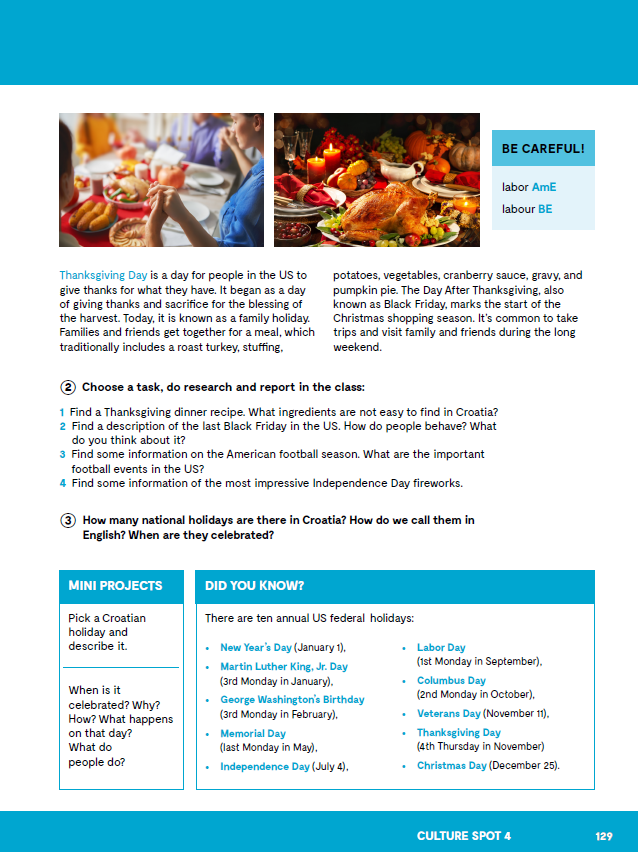 BE CAREFUL!
labor AmE
labour BE
Thanksgiving Day is a day for people in the US to
give thanks for what they have. It began as a day
of giving thanks and sacrifice for the blessing of
the harvest. Today, it is known as a family holiday.
Families and friends get together for a meal, which
traditionally includes a roast turkey, stuffing,
potatoes, vegetables, cranberry sauce, gravy, and
pumpkin pie. The Day After Thanksgiving, also
known as Black Friday, marks the start of the
Christmas shopping season. It's common to take
trips and visit family and friends during the long
weekend.
2 Choose a task, do research and report in the class:
1 Find a Thanksgiving dinner recipe. What ingredients are not easy to find in Croatia?
2 Find a description of the last Black Friday in the US. How do people behave? What
do you think about it?
3 Find some information on the American football season. What are the important
football events in the US?
4 Find some information of the most impressive Independence Day fireworks.
3 How many national holidays are there in Croatia? How do we call them in
English? When are they celebrated?
MINI PROJECTS
Pick a Croatian
holiday and
describe it.
When is it
celebrated? Why?
How? What happens
on that day?
What do
people do?
DID YOU KNOW?
There are ten annual US federal holidays:
• New Year's Day (January 1),
• Martin Luther King, Jr. Day
(3rd Monday in January),
• George Washington's Birthday
(3rd Monday in February),
• Memorial Day
(last Monday in May),
• Independence Day (July 4),
• Labor Day
(1st Monday in September),
• Columbus Day
(2nd Monday in October),
• Veterans Day (November 11),
• Thanksgiving Day
(4th Thursday in November)
• Christmas Day (December 25).
CULTURE SPOT 4
129